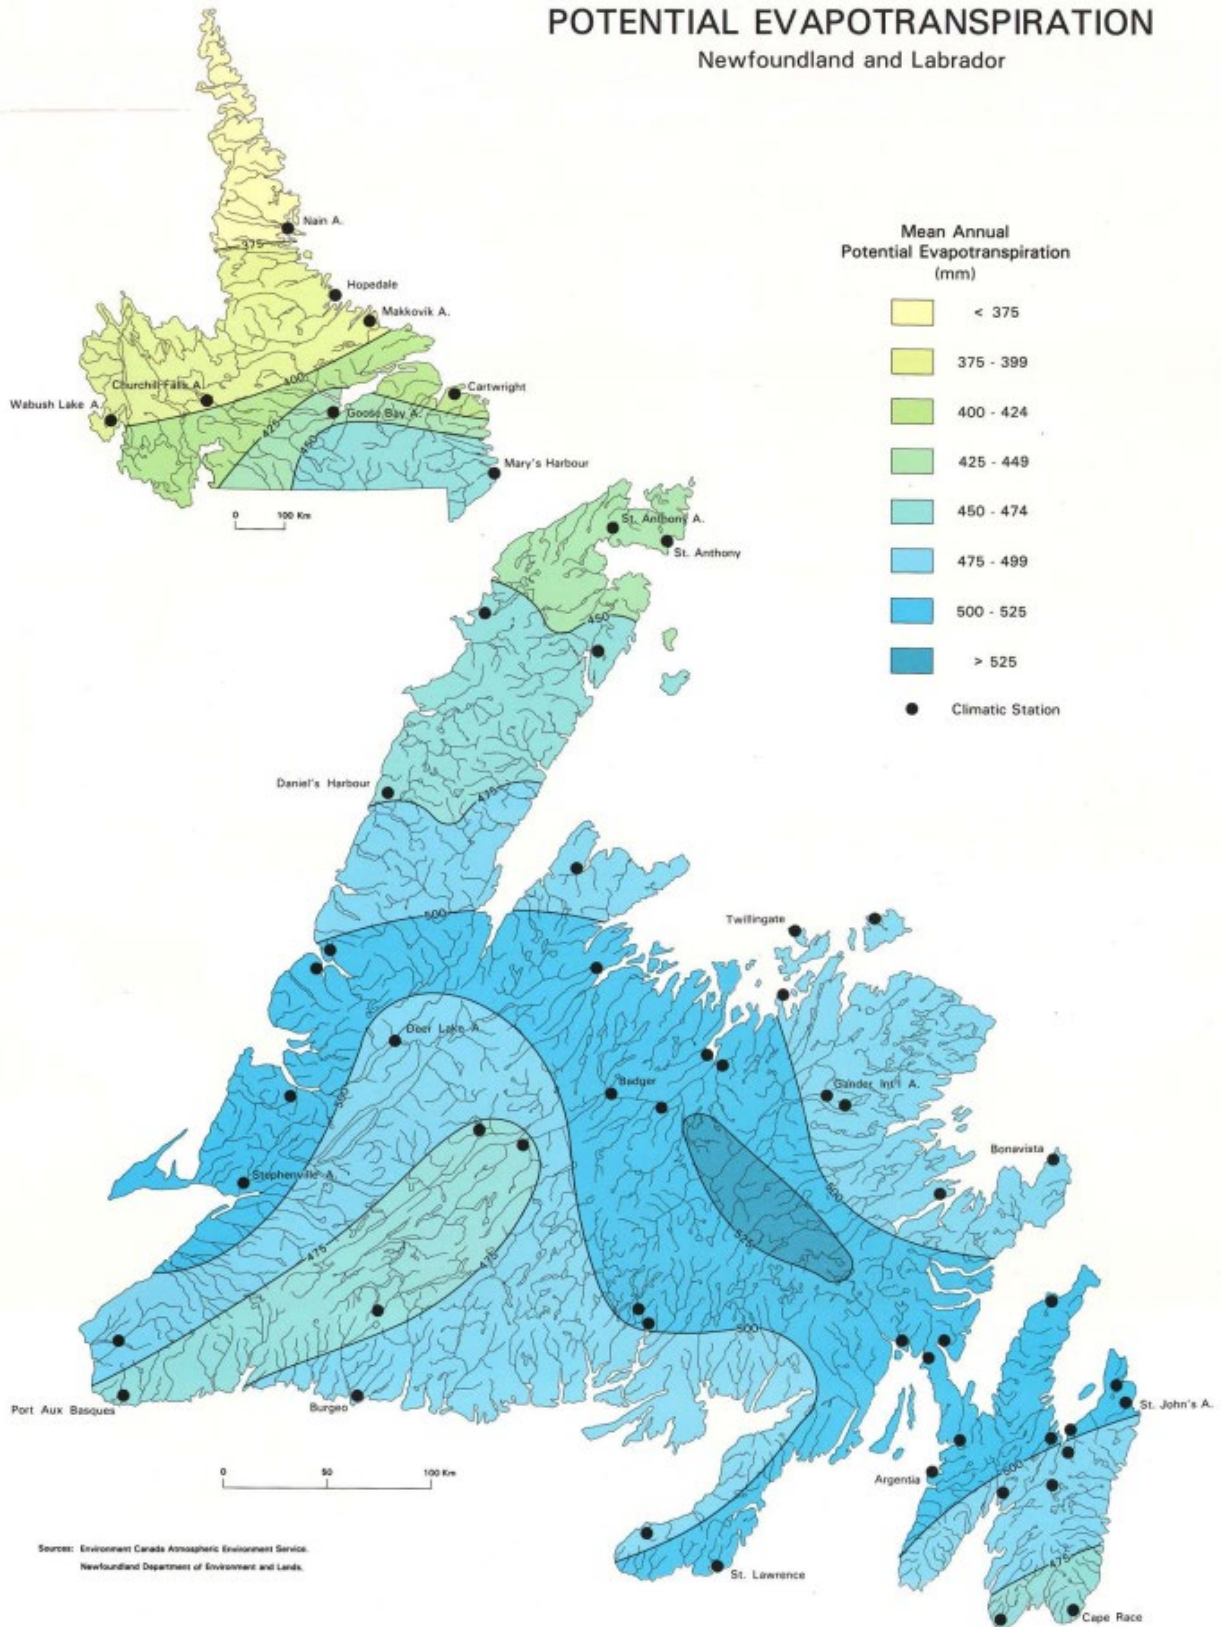 POTENTIAL EVAPOTRANSPIRATION
Newfoundland and Labrador
Nain A.
375
Hopedale
Makkovik A.
400
Churchill Falls A.
Cartwright
Wabush Lake A.
Goose Bay A.
425
450
Mary's Harbour
0 100 Km
Mean Annual
Potential Evapotranspiration
(mm)
< 375
375 - 399
400 - 424
425 - 449
450 - 474
475 - 499
500 - 525
> 525
Climatic Station
St. Anthony A.
St. Anthony
450
Daniel's Harbour
475
500
Twillingate
Deer Lake A.
Badger
Gander Int'l A.
500
Bonavista
Stephenville A.
500
475
525
475
500
Port Aux Basques
Burgeo
St. John's A.
0 50 100 Km
Argentia
500
Sources: Environment Canada Atmospheric Environment Service.
Newfoundland Department of Environment and Lands.
475
St. Lawrence
Cape Race